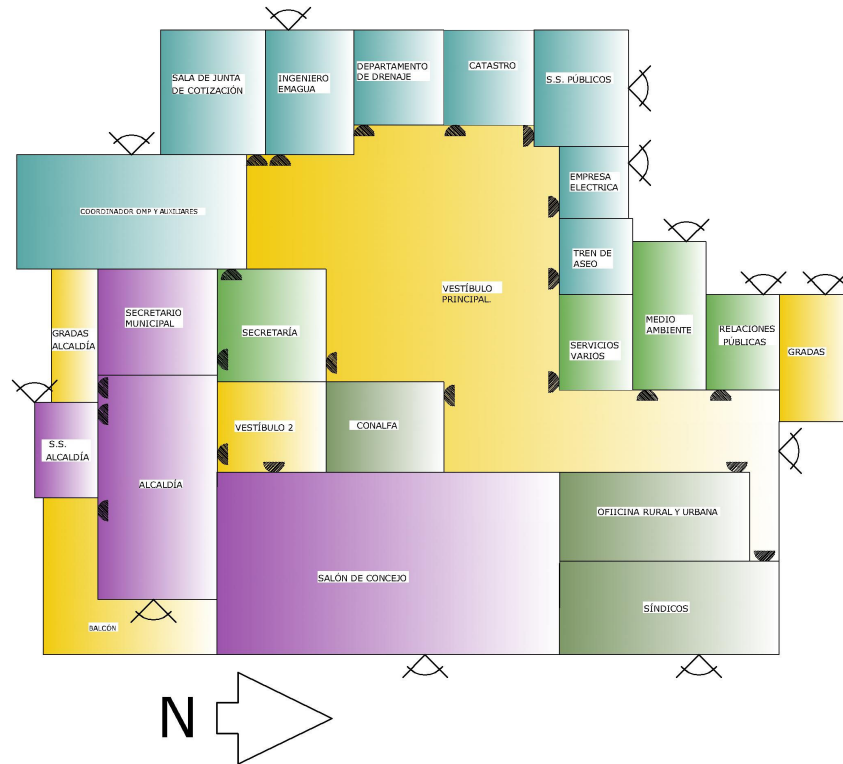 SALA DE JUNTA
DE COTIZACIÓN
INGENIERO
EMAGUA
DEPARTAMENTO
DE DRENAJE
CATASTRO
S.S. PÚBLICOS
EMPRESA
ELECTRICA
COORDINADOR OMP Y AUXILIARES
TREN DE
ASEO
VESTÍBULO
PRINCIPAL.
SECRETARIO
MUNICIPAL
GRADAS
ALCALDÍA
SECRETARÍA
SERVICIOS
VARIOS
MEDIO
AMBIENTE
RELACIONES
PÚBLICAS
GRADAS
S.S.
ALCALDÍA
VESTÍBULO 2
CONALFA
ALCALDÍA
OFIICINA RURAL Y URBANA
SALÓN DE CONCEJO
SÍNDICOS
BALCÓN
N